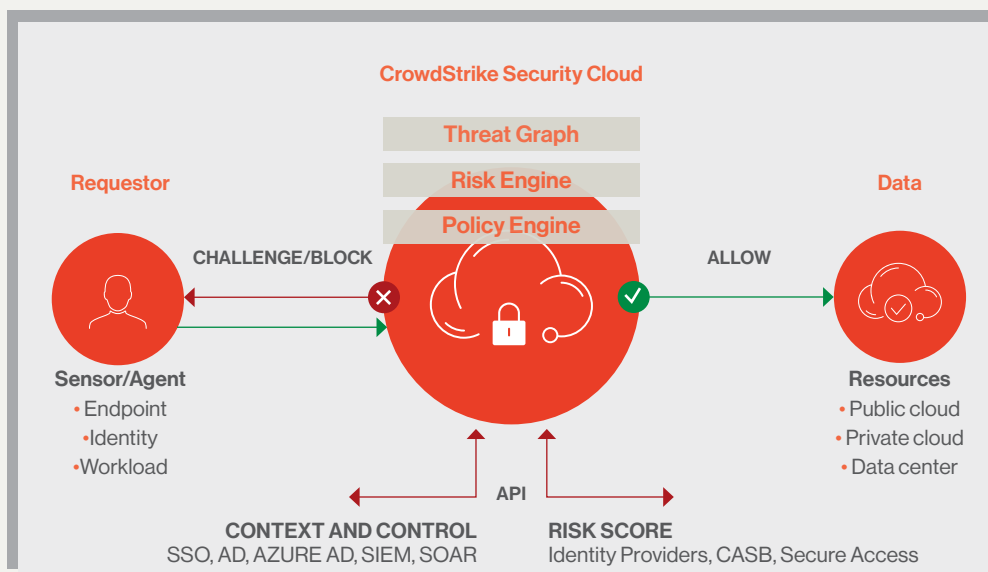 CrowdStrike Security Cloud
Threat Graph
Risk Engine
Policy Engine
Requestor
Data
CHALLENGE/BLOCK
ALLOW
Sensor/Agent
• Endpoint
•Identity
•Workload
Resources
• Public cloud
• Private cloud
• Data center
API
CONTEXT AND CONTROL
SSO, AD, AZURE AD, SIEM, SOAR
RISK SCORE
Identity Providers, CASB, Secure Access